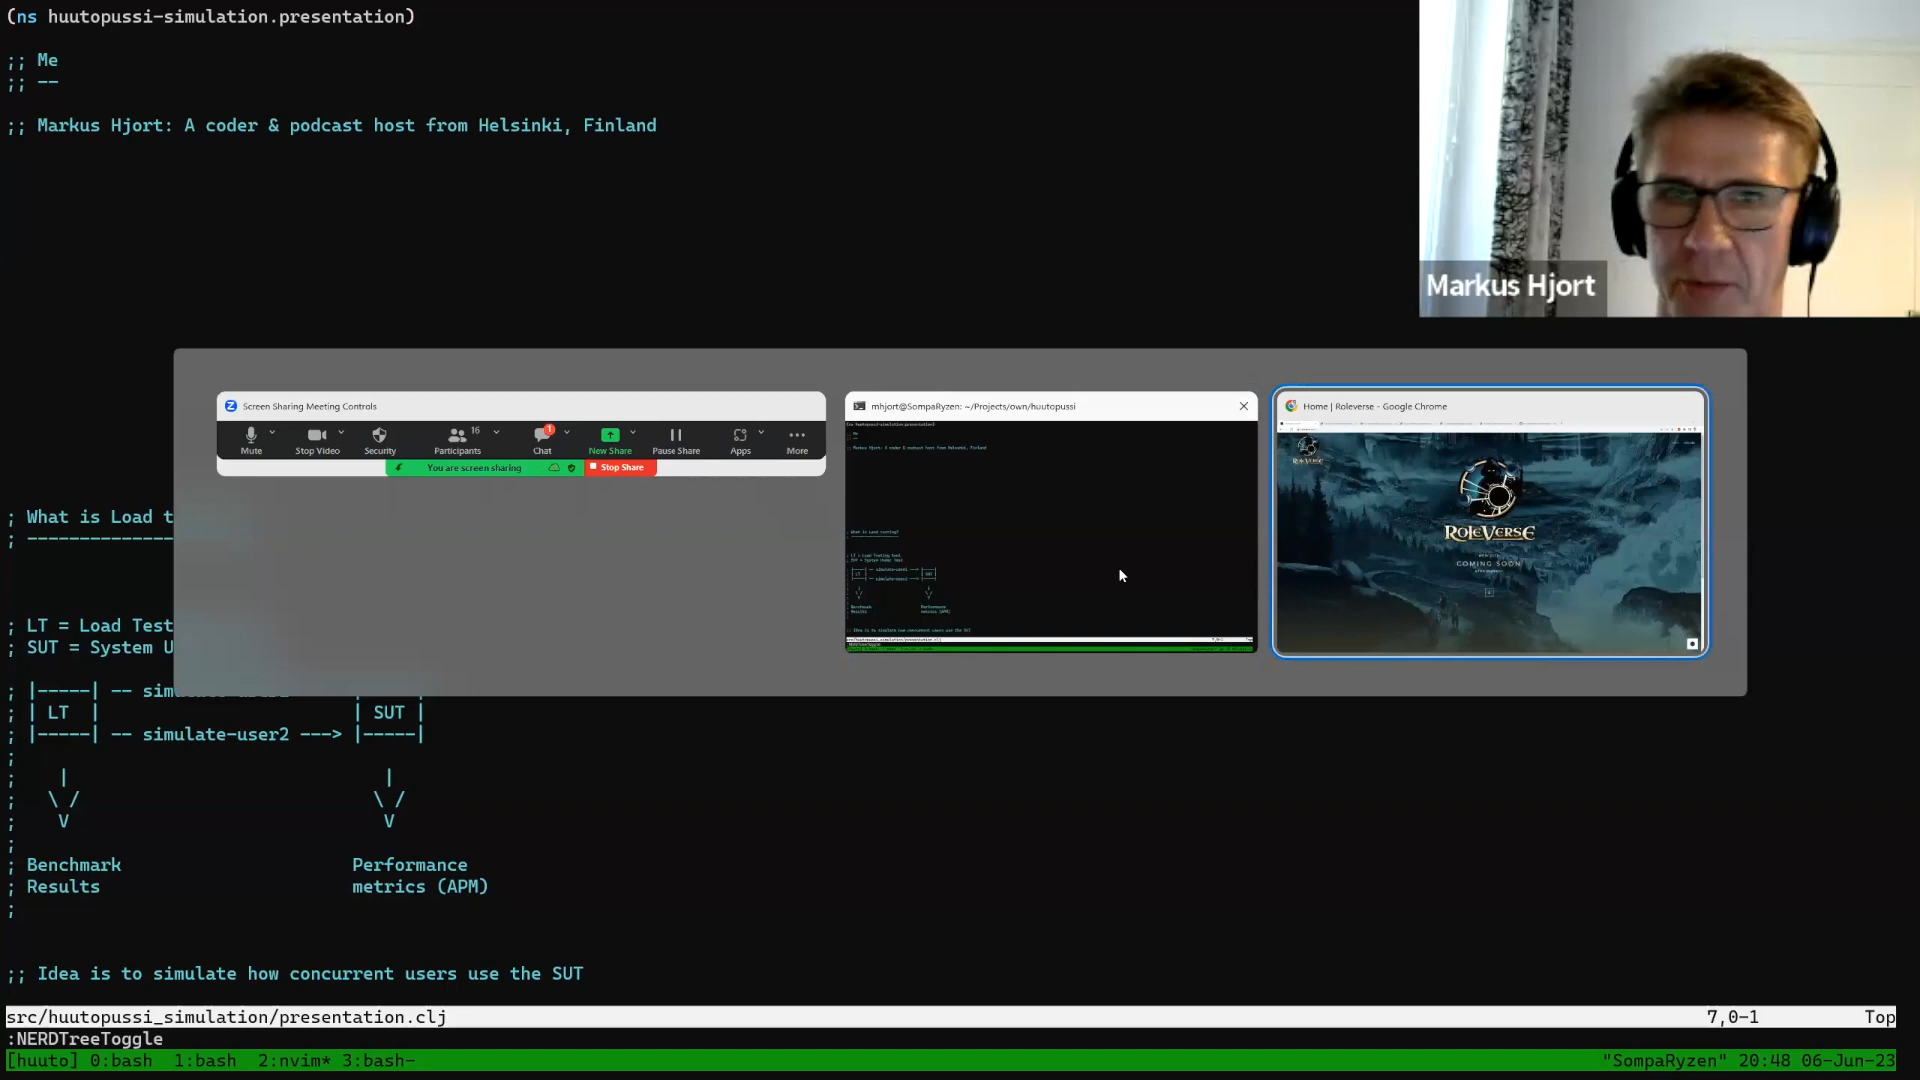 (ns huutopussi-simulation.presentation)
;; Me
;; --
;; Markus Hjort: A coder & podcast host from Helsinki, Finland
Markus Hjort
Screen Sharing Meeting Controls
mhjort@SompaRyzen: ~/Projects/own/huutopussi
Home | Roleverse - Google Chrome
16
1
Mute
Stop Video
Security
Participants
Chat
New Share
Pause Share
Apps
More
You are screen sharing
Stop Share
ROLEVERSE
COMING SOON
; What is Load t
; --------------
; LT = Load Test
; SUT = System U
; |-----| -- sim
; | LT | | SUT |
; |-----| -- simulate-user2 ---> |-----|
;
; | |
; \ / \ /
; V V
;
; Benchmark Performance
; Results metrics (APM)
;
;; Idea is to simulate how concurrent users use the SUT
src/huutopussi_simulation/presentation.clj 7,0-1 Top
:NERDTreeToggle
[huuto] 0:bash 1:bash 2:nvim* 3:bash- "SompaRyzen" 20:48 06-Jun-23